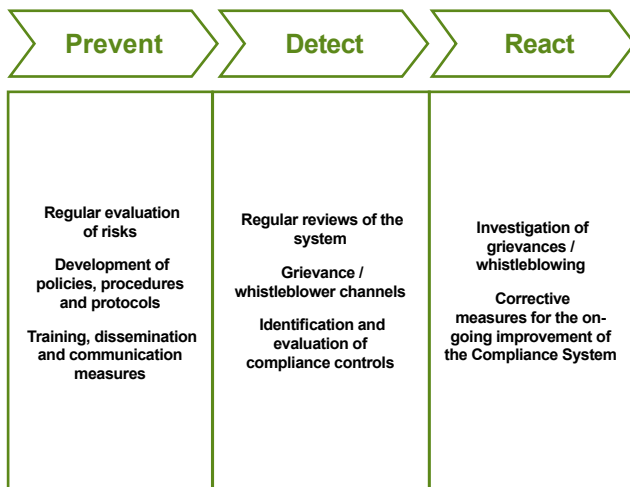 Prevent
Detect
React
Regular evaluation
of risks
Development of
policies, procedures
and protocols
Training, dissemination
and communication
measures
Regular reviews of the
system
Grievance /
whistleblower channels
Identification and
evaluation of
compliance controls
Investigation of
grievances /
whistleblowing
Corrective
measures for the on-
going improvement of
the Compliance System